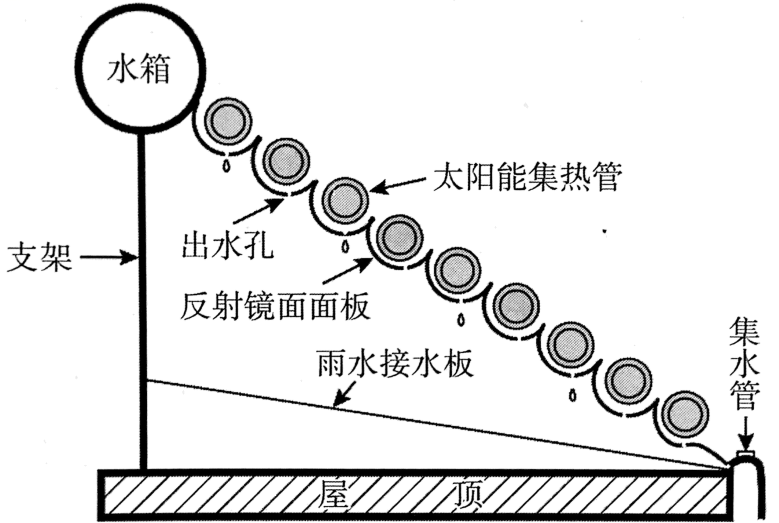 水箱
太阳能集热管
出水孔
支架
反射镜面面板
集水管
雨水接水板
屋顶